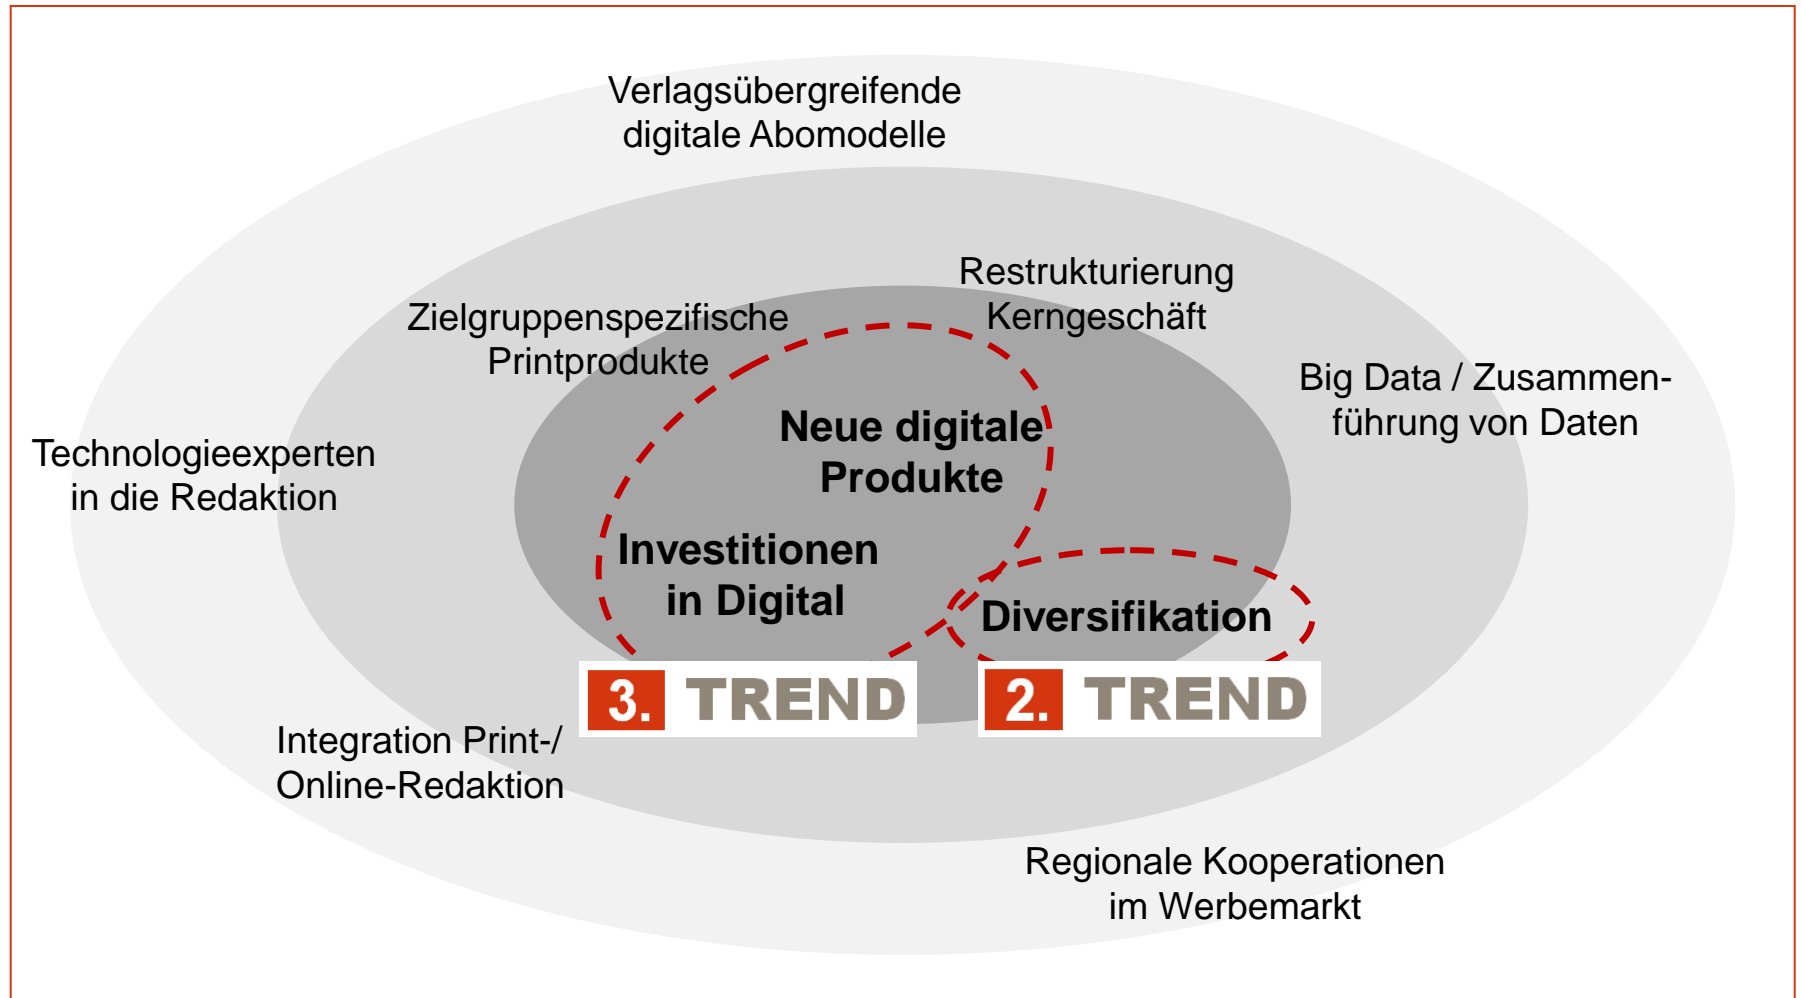 Verlagsübergreifende
digitale Abomodelle
Restrukturierung
Kerngeschäft
Zielgruppenspezifische
Printprodukte
Big Data / Zusammen-
führung von Daten
Neue digitale
Produkte
Technologieexperten
in die Redaktion
Investitionen
in Digital
Diversifikation
3. TREND
2. TREND
Integration Print-/
Online-Redaktion
Regionale Kooperationen
im Werbemarkt